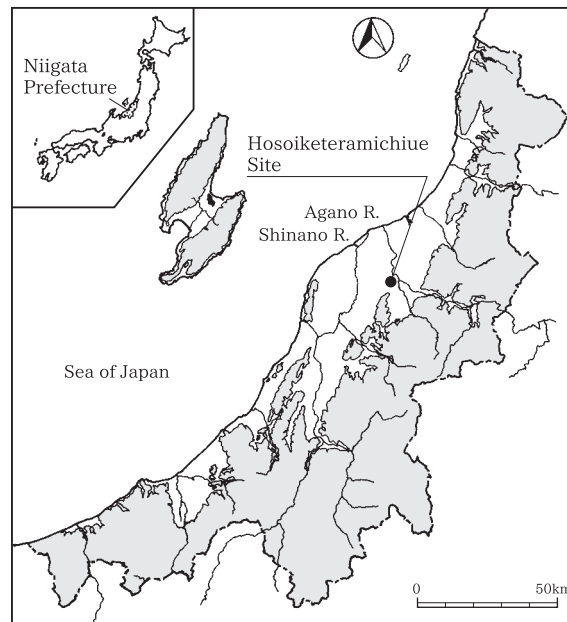 Niigata
Prefecture
Hosoiketeramichiue
Site
Agano R.
Shinano R.
Sea of Japan
0 50km